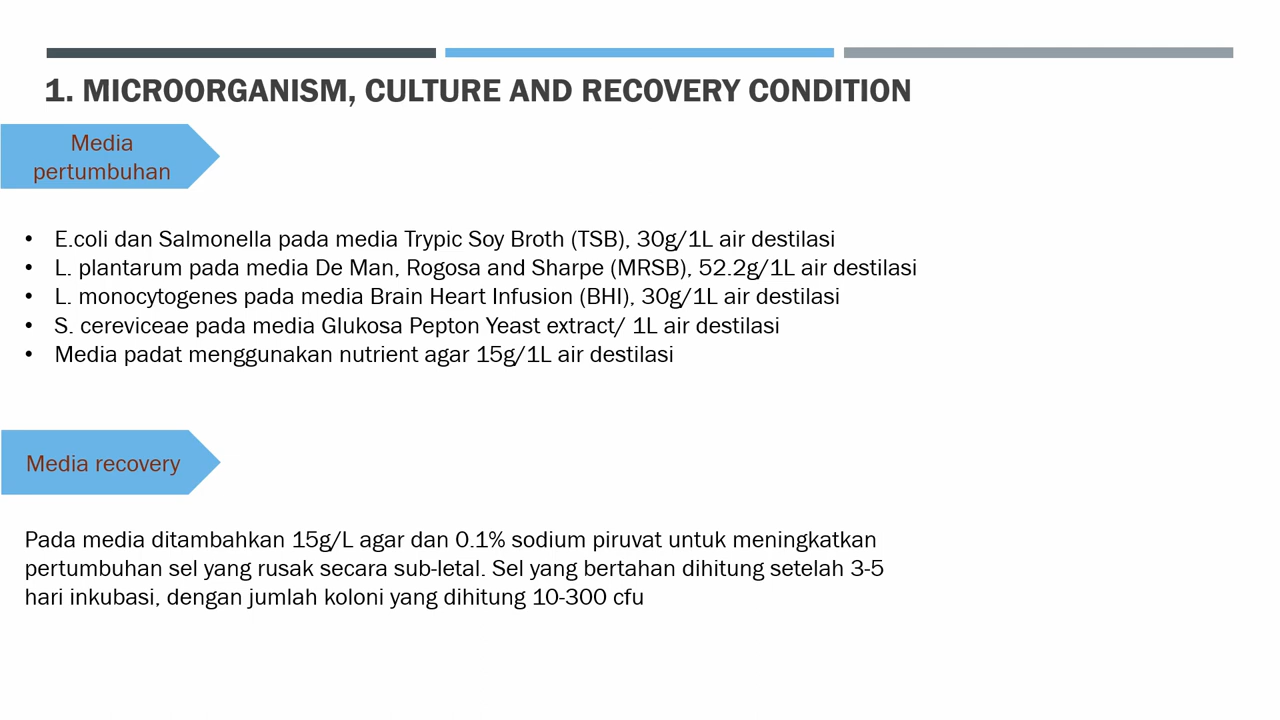 1. MICROORGANISM, CULTURE AND RECOVERY CONDITION
Media
pertumbuhan
• E.coli dan Salmonella pada media Trypic Soy Broth (TSB), 30g/1L air destilasi
• L. plantarum pada media De Man, Rogosa and Sharpe (MRSB), 52.2g/1L air destilasi
• L. monocytogenes pada media Brain Heart Infusion (BHI), 30g/1L air destilasi
• S. cereviceae pada media Glukosa Pepton Yeast extract/ 1L air destilasi
• Media padat menggunakan nutrient agar 15g/1L air destilasi
Media recovery
Pada media ditambahkan 15g/L agar dan 0.1% sodium piruvat untuk meningkatkan
pertumbuhan sel yang rusak secara sub-letal. Sel yang bertahan dihitung setelah 3-5
hari inkubasi, dengan jumlah koloni yang dihitung 10-300 cfu